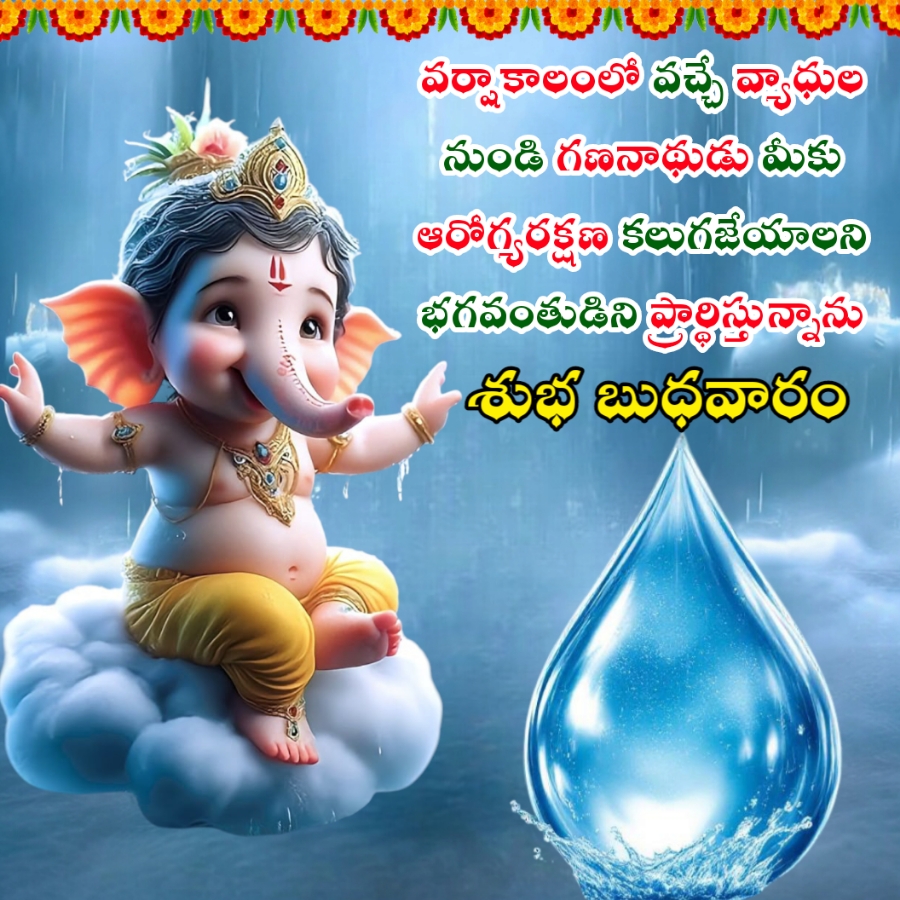 వర్షాకాలంలో వచ్చే వ్యాధుల
నుండి గణనాథుడు మీకు
ఆరోగ్యరక్షణ కలుగజేయాలని
భగవంతుడిని ప్రార్థిస్తున్నాను
శుభ బుధవారం